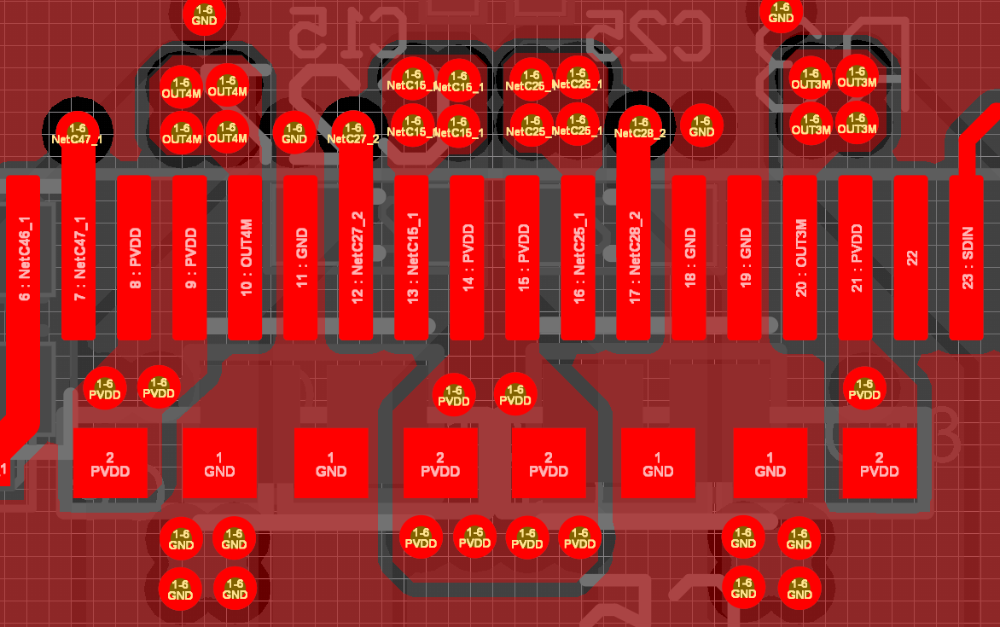 1-6
GND
1-6
GND
C15
C25
1-6
OUT4M
1-6
OUT4M
1-6
NetC15_1
1-6
NetC15_1
1-6
NetC25_1
1-6
NetC25_1
1-6
OUT3M
1-6
OUT3M
1-6
NetC47_1
1-6
OUT4M
1-6
OUT4M
1-6
GND
1-6
NetC27_2
1-6
NetC15_1
1-6
NetC15_1
1-6
NetC25_1
1-6
NetC25_1
1-6
NetC28_2
1-6
GND
1-6
OUT3M
1-6
OUT3M
6 : NetC46_1
7 : NetC47_1
8 : PVDD
9 : PVDD
10 : OUT4M
11 : GND
12 : NetC27_2
13 : NetC15_1
14 : PVDD
15 : PVDD
16 : NetC25_1
17 : NetC28_2
18 : GND
19 : GND
20 : OUT3M
21 : PVDD
22
23 : SDIN
1-6
PVDD
1-6
PVDD
1-6
PVDD
1-6
PVDD
1-6
PVDD
_1
2
PVDD
1
GND
1
GND
2
PVDD
2
PVDD
1
GND
1
GND
2
PVDD
1-6
GND
1-6
GND
1-6
PVDD
1-6
PVDD
1-6
PVDD
1-6
PVDD
1-6
GND
1-6
GND
1-6
GND
1-6
GND
1-6
GND
1-6
GND